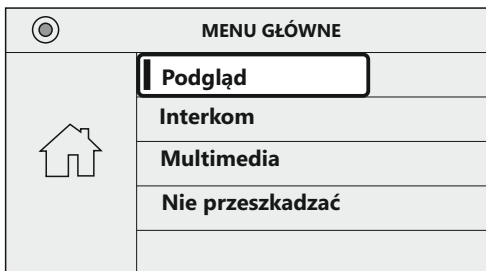 MENU GŁÓWNE
Podgląd
Interkom
Multimedia
Nie przeszkadzać